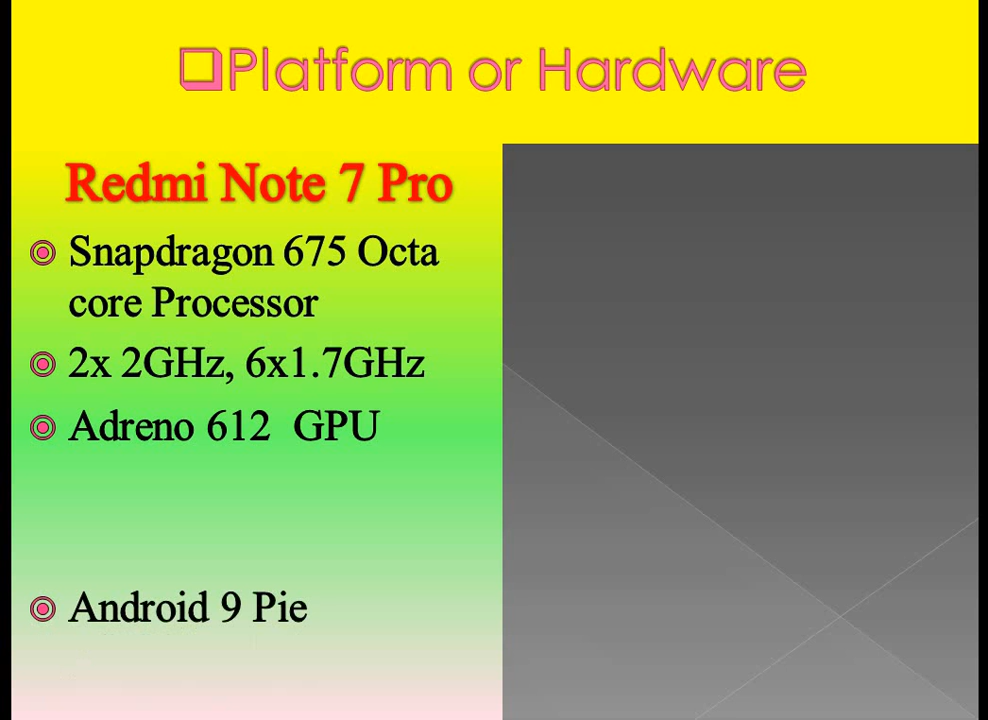 ❑Platform or Hardware
Redmi Note 7 Pro
Snapdragon 675 Octa
core Processor
2x 2GHz, 6x1.7GHz
Adreno 612 GPU
Android 9 Pie